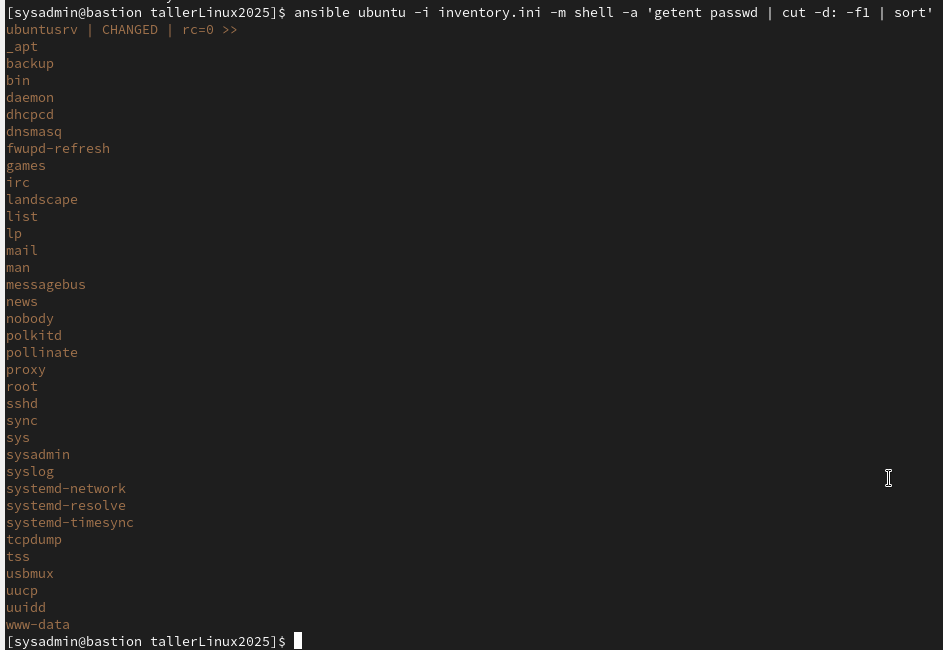 [sysadmin@bastion tallerLinux2025]$ ansible ubuntu -i inventory.ini -m shell -a 'getent passwd | cut -d: -f1 | sort'
ubuntusrv | CHANGED | rc=0 >>
_apt
backup
bin
daemon
dhcpcd
dnsmasq
fwupd-refresh
games
irc
landscape
list
lp
mail
man
messagebus
news
nobody
polkitd
pollinate
proxy
root
sshd
sync
sys
sysadmin
syslog
systemd-network
systemd-resolve
systemd-timesync
tcpdump
tss
usbmux
uucp
uuidd
www-data
[sysadmin@bastion tallerLinux2025]$